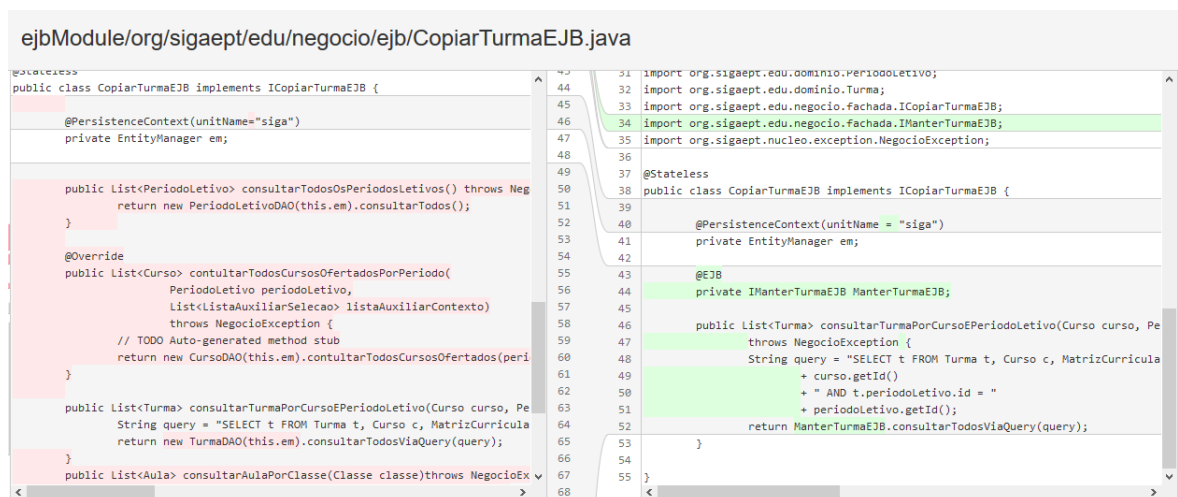 ejbModule/org/sigaept/edu/negocio/ejb/CopiarTurmaEJB.java
@Stateless
public class CopiarTurmaEJB implements ICopiarTurmaEJB {
@PersistenceContext(unitName="siga")
private EntityManager em;
public List<PeriodoLetivo> consultarTodosOsPeriodosLetivos() throws Neg
return new PeriodoLetivoDAO(this.em).consultarTodos();
}
@Override
public List<Curso> contultarTodosCursosOfertadosPorPeriodo(
PeriodoLetivo periodoLetivo,
List<ListaAuxiliarSelecao> listaAuxiliarContexto)
throws NegocioException {
// TODO Auto-generated method stub
return new CursoDAO(this.em).contultarTodosCursosOfertados(peri
}
public List<Turma> consultarTurmaPorCursoEPeriodoLetivo(Curso curso, Pe
String query = "SELECT t FROM Turma t, Curso c, MatrizCurricula
return new TurmaDAO(this.em).consultarTodosViaQuery(query);
}
public List<Aula> consultarAulaPorClasse(Classe classe)throws NegocioEx
43
44
45
46
47
48
49
50
51
52
53
54
55
56
57
58
59
60
61
62
63
64
65
66
67
68
31 import org.sigaept.edu.dominio.PeriodoLetivo;
32 import org.sigaept.edu.dominio.Turma;
33 import org.sigaept.edu.negocio.fachada.ICopiarTurmaEJB;
34 import org.sigaept.edu.negocio.fachada.IManterTurmaEJB;
35 import org.sigaept.nucleo.exception.NegocioException;
36
37 @Stateless
38 public class CopiarTurmaEJB implements ICopiarTurmaEJB {
39
40 @PersistenceContext(unitName = "siga")
41 private EntityManager em;
42
43 @EJB
44 private IManterTurmaEJB ManterTurmaEJB;
45
46 public List<Turma> consultarTurmaPorCursoEPeriodoLetivo(Curso curso, Pe
47 throws NegocioException {
48 String query = "SELECT t FROM Turma t, Curso c, MatrizCurricula
49 + curso.getId()
50 + " AND t.periodoLetivo.id = "
51 + periodoLetivo.getId();
52 return ManterTurmaEJB.consultarTodosViaQuery(query);
53 }
54
55 }